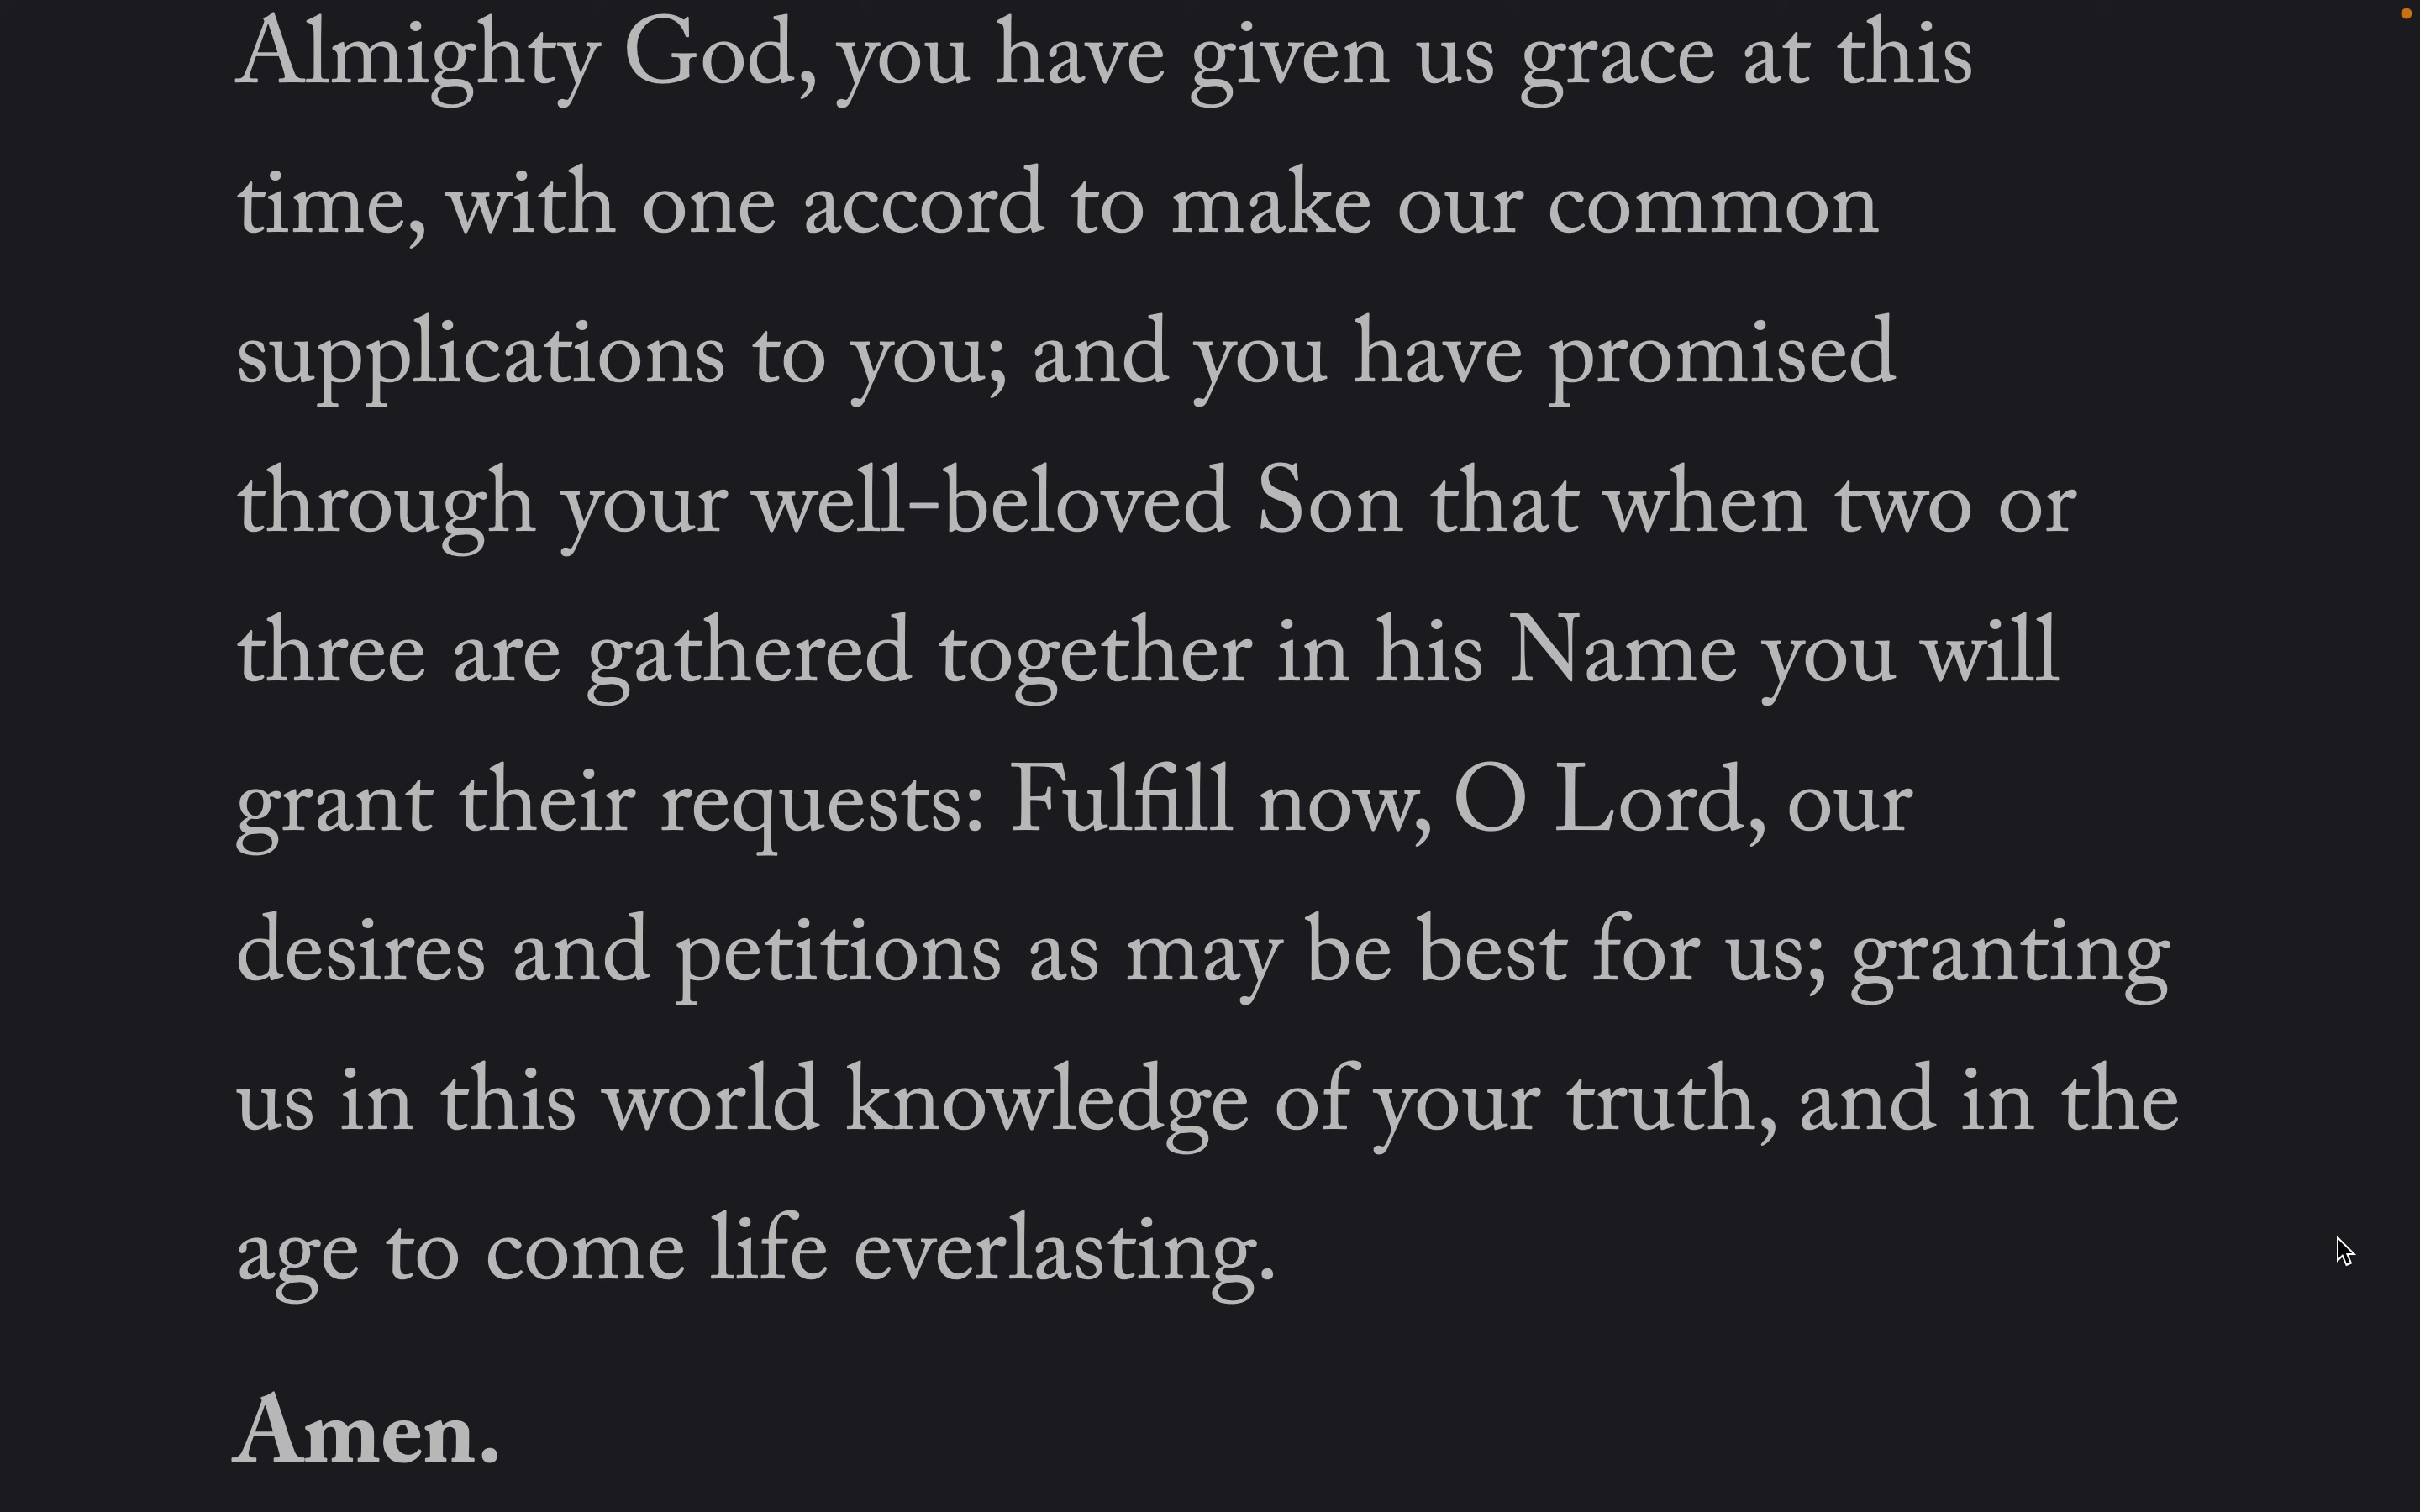 Almighty God, you have given us grace at this
time, with one accord to make our common
supplications to you; and you have promised
through your well-beloved Son that when two or
three are gathered together in his Name you will
grant their requests: Fulfill now, O Lord, our
desires and petitions as may be best for us; granting
us in this world knowledge of your truth, and in the
age to come life everlasting.
Amen.